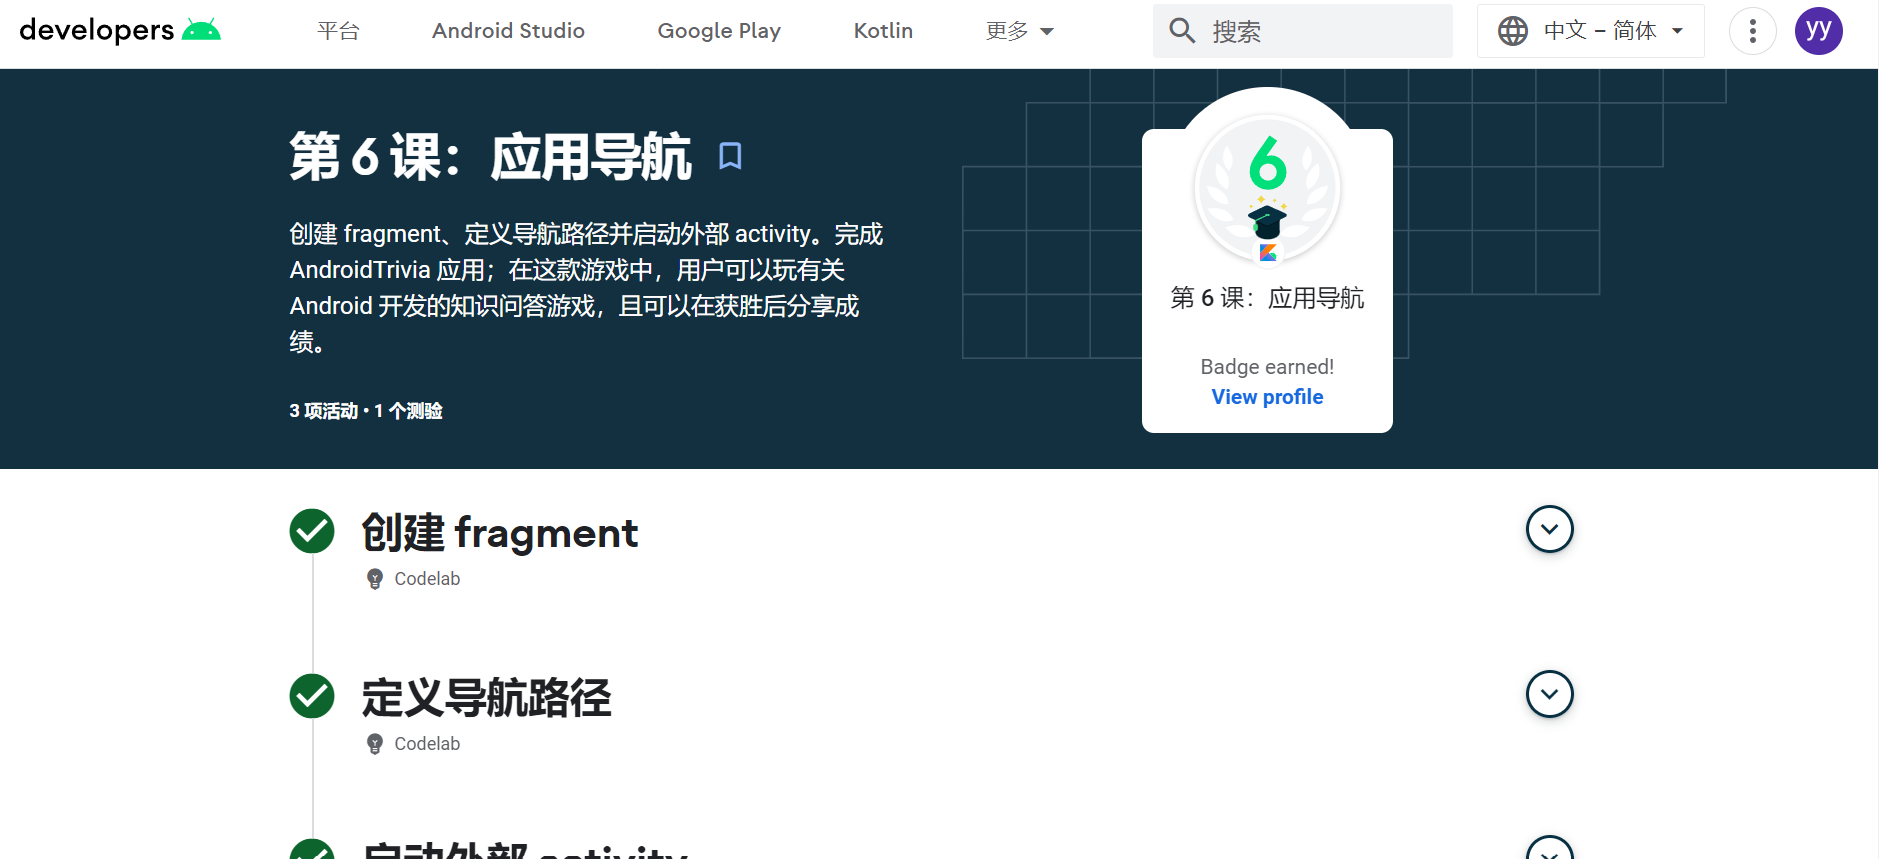 developers
平台
Android Studio
Google Play
Kotlin
更多
搜索
中文 – 简体
yy
第 6 课：应用导航
创建 fragment、定义导航路径并启动外部 activity。完成
AndroidTrivia 应用；在这款游戏中，用户可以玩有关
Android 开发的知识问答游戏，且可以在获胜后分享成
绩。
3 项活动 • 1 个测验
6
第 6 课：应用导航
Badge earned!
View profile
创建 fragment
Codelab
定义导航路径
Codelab
启动外部 activity